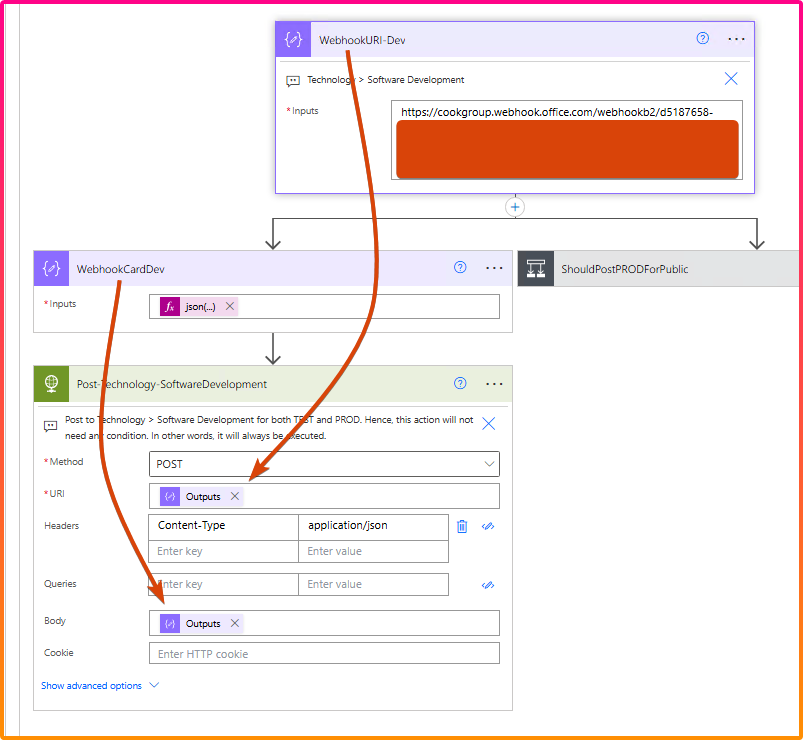 WebhookURI-Dev
Technology > Software Development
* Inputs
https://cookgroup.webhook.office.com/webhookb2/d5187658-
WebhookCardDev
ShouldPostPRODForPublic
* Inputs
fx json(...)
Post-Technology-SoftwareDevelopment
Post to Technology > Software Development for both TEST and PROD. Hence, this action will not
need any condition. In other words, it will always be executed.
* Method
POST
* URI
Outputs
Headers
Content-Type
application/json
Enter key
Enter value
Queries
Enter key
Enter value
Body
Outputs
Cookie
Enter HTTP cookie
Show advanced options